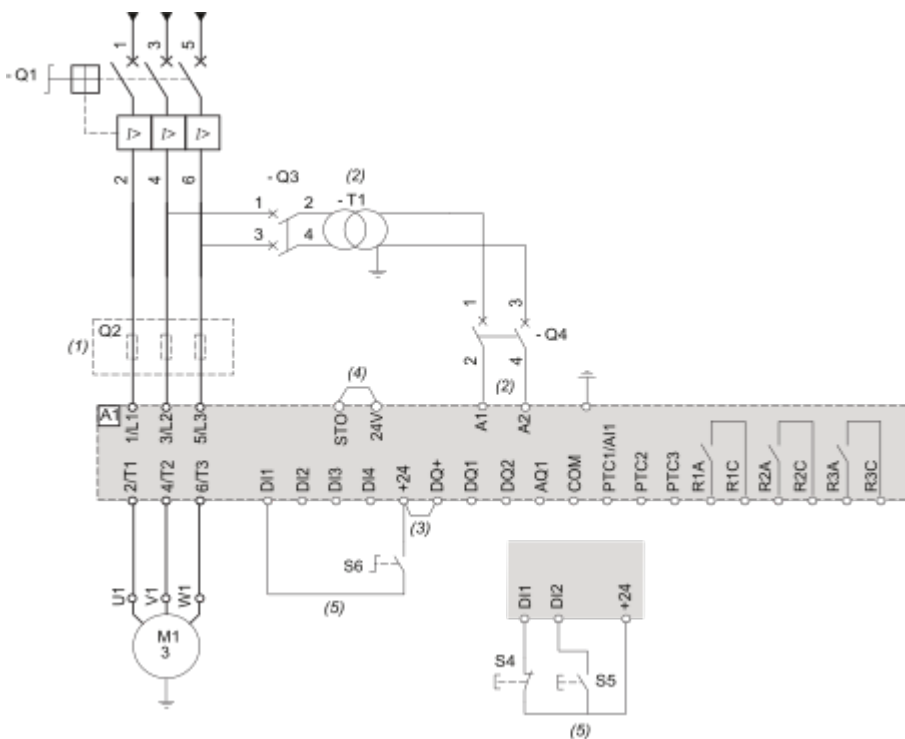 1 3 5
- Q1
I> I> I>
2 4 6
- Q3 (2)
1 2 - T1
3 4
1 3
- Q4
2 4
(2)
(1) Q2
(4)
A1 1/L1 3/L2 5/L3 STO 24V A1 A2
2/T1 4/T2 6/T3 DI1 DI2 DI3 DI4 +24 DQ+ DQ1 DQ2 AQ1 COM PTC1/AI1 PTC2 PTC3 R1A R1C R2A R2C R3A R3C
(3)
S6
(5)
U1 V1 W1
M1
3
DI1 DI2 +24
S4 S5
(5)